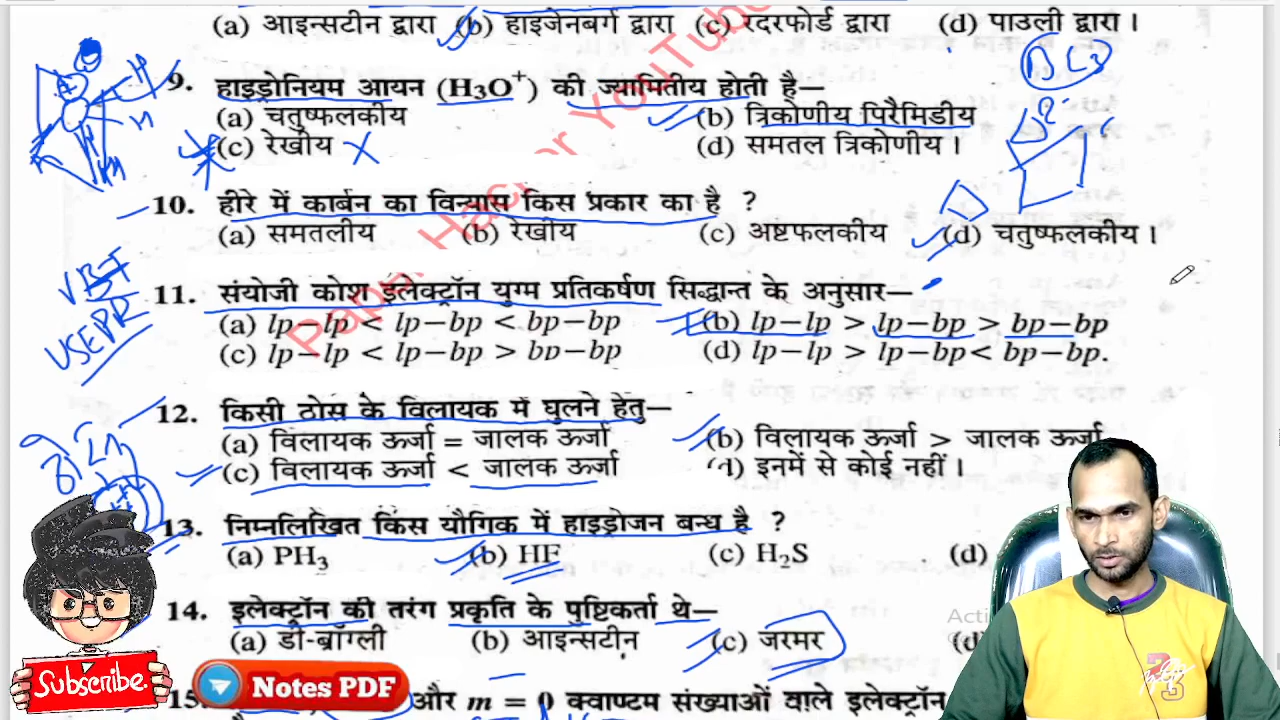 (a) आइन्सटीन द्वारा (b) हाइजेनबर्ग द्वारा (c) रदरफोर्ड द्वारा (d) पाउली द्वारा ।
9. हाइड्रोनियम आयन (H₃O⁺) की ज्यामितीय होती है—
(a) चतुष्फलकीय (b) त्रिकोणीय पिरैमिडीय
(c) रेखीय (d) समतल त्रिकोणीय ।
10. हीरे में कार्बन का विन्यास किस प्रकार का है ?
(a) समतलीय (b) रेखीय (c) अष्टफलकीय (d) चतुष्फलकीय ।
VBT
VSEPR
11. संयोजी कोश इलेक्ट्रॉन युग्म प्रतिकर्षण सिद्धान्त के अनुसार—
(a) lp–lp < lp–bp < bp–bp (b) lp–lp > lp–bp > bp–bp
(c) lp–lp < lp–bp > bp–bp (d) lp–lp > lp–bp < bp–bp.
12. किसी ठोस के विलायक में घुलने हेतु—
(a) विलायक ऊर्जा = जालक ऊर्जा (b) विलायक ऊर्जा > जालक ऊर्जा
(c) विलायक ऊर्जा < जालक ऊर्जा (d) इनमें से कोई नहीं ।
13. निम्नलिखित किस यौगिक में हाइड्रोजन बन्ध है ?
(a) PH₃ (b) HF (c) H₂S (d)
14. इलेक्ट्रॉन की तरंग प्रकृति के पुष्टिकर्ता थे—
(a) डी-ब्रॉग्ली (b) आइन्सटीन (c) जरमर (d)
15. और m = 0 क्वाण्टम संख्याओं वाले इलेक्ट्रॉन
Subscribe
Notes PDF